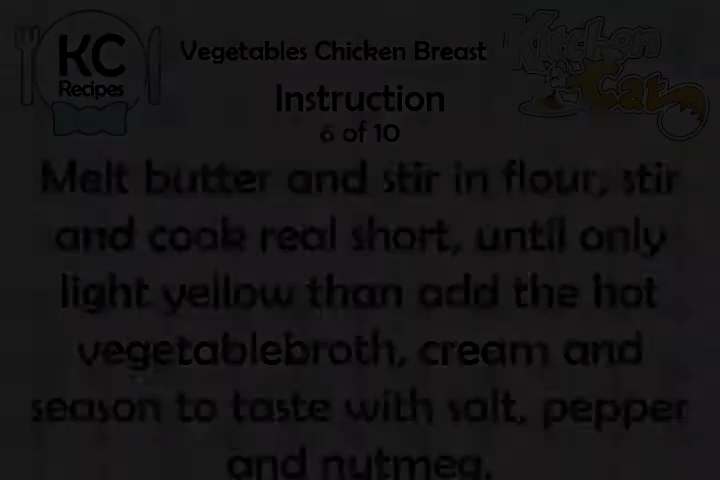 KC
Recipes
Vegetables Chicken Breast
Kitchen
Cat
Instruction
6 of 10
Melt butter and stir in flour, stir
and cook real short, until only
light yellow than add the hot
vegetablebroth, cream and
season to taste with salt, pepper
and nutmeg.